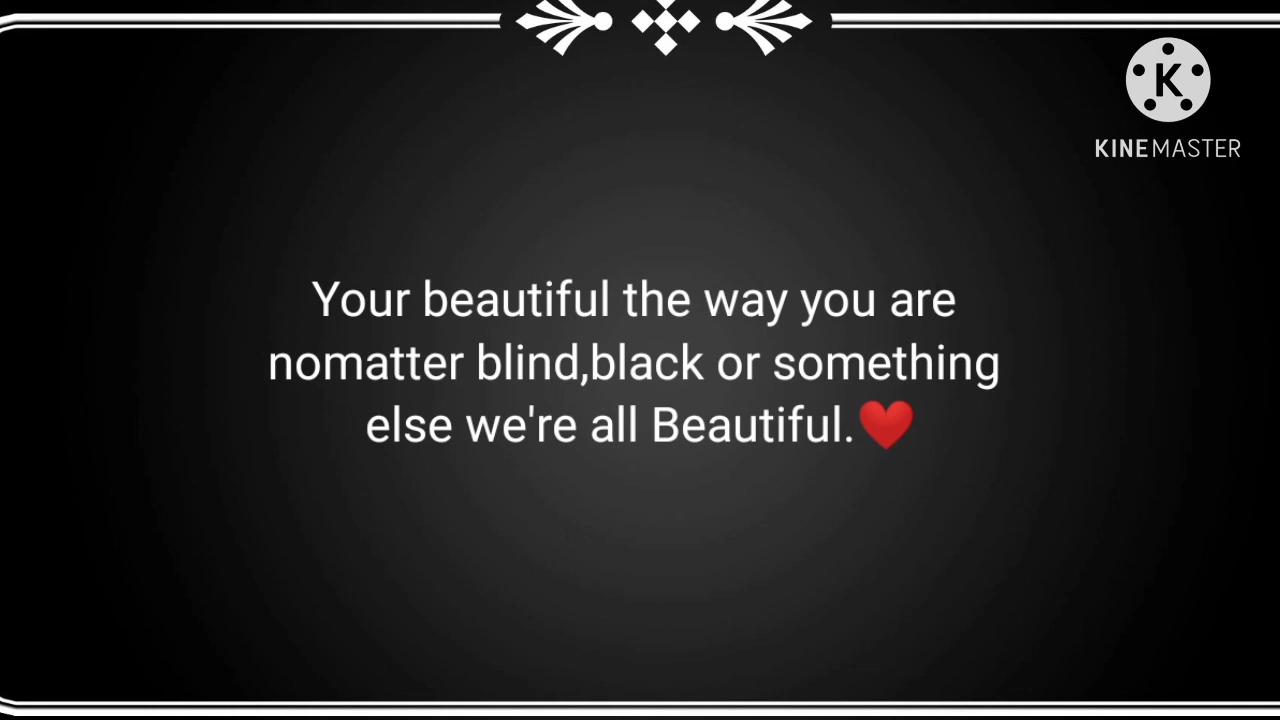 K
KINEMASTER
Your beautiful the way you are
nomatter blind,black or something
else we're all Beautiful.❤️